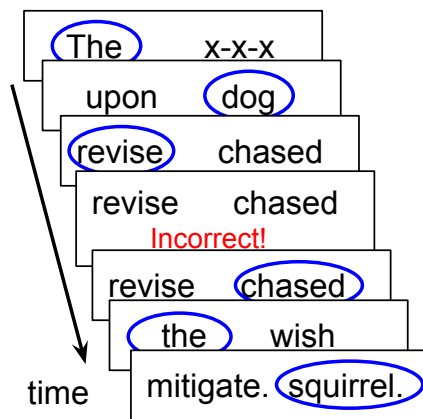 The x-x-x
upon dog
revise chased
revise chased
Incorrect!
revise chased
the wish
mitigate. squirrel.
time